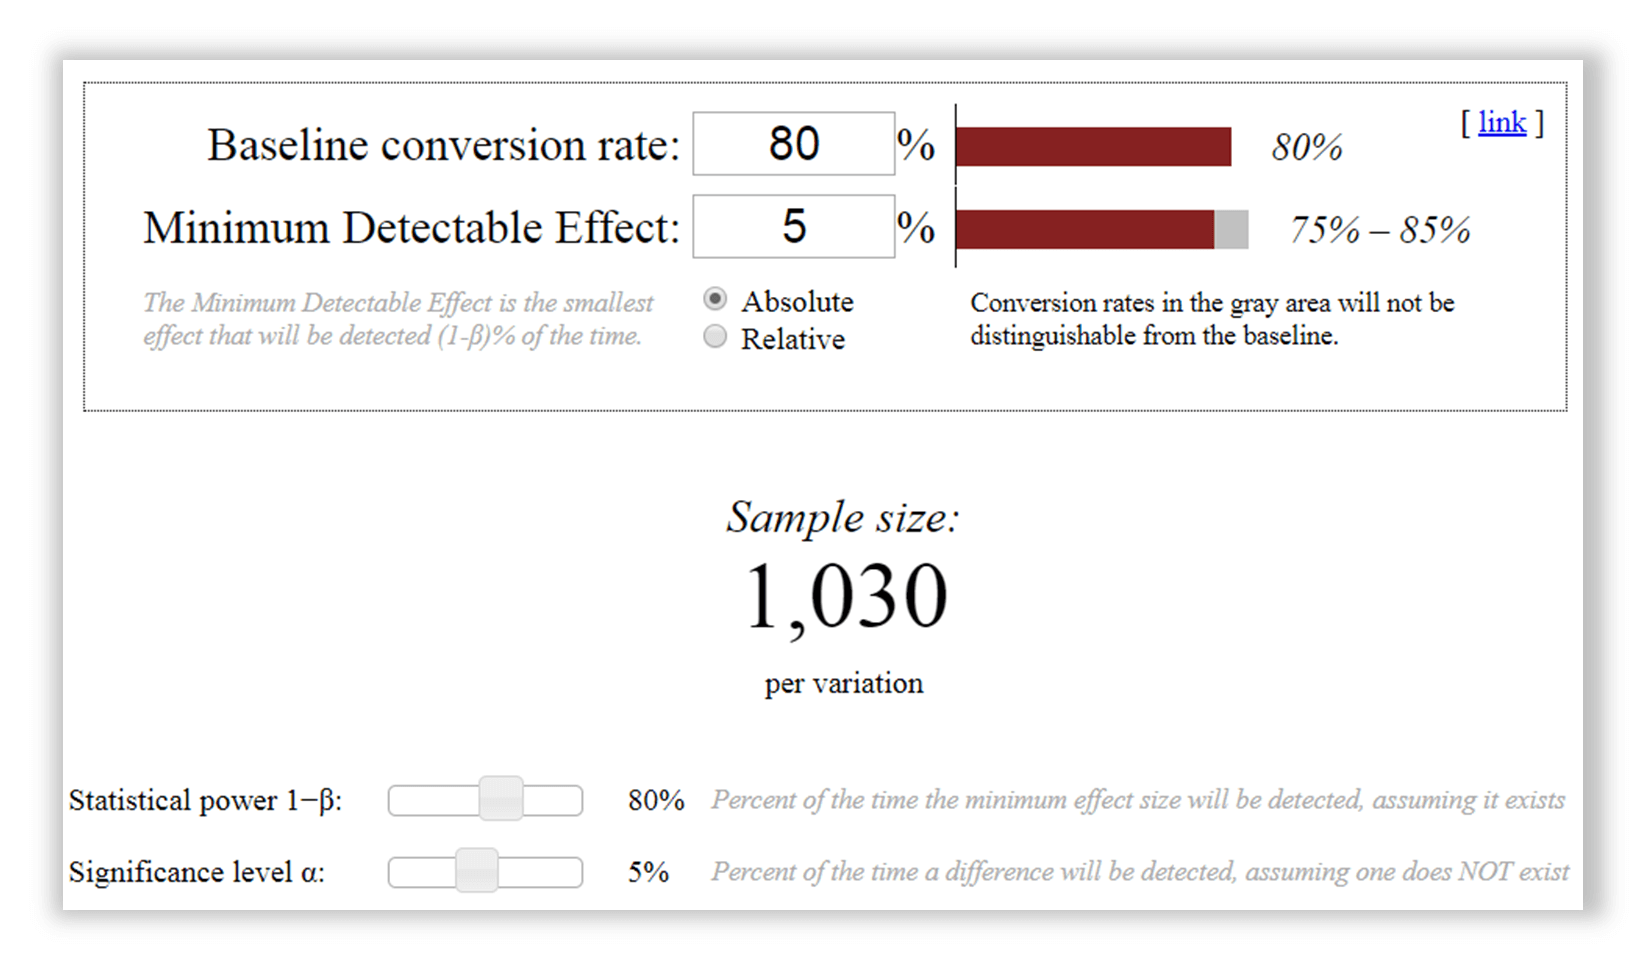 Baseline conversion rate: 80 % 80% [ link ]
Minimum Detectable Effect: 5 % 75% – 85%
The Minimum Detectable Effect is the smallest
effect that will be detected (1-β)% of the time.
Absolute
Relative
Conversion rates in the gray area will not be
distinguishable from the baseline.
Sample size:
1,030
per variation
Statistical power 1−β: 80% Percent of the time the minimum effect size will be detected, assuming it exists
Significance level α: 5% Percent of the time a difference will be detected, assuming one does NOT exist